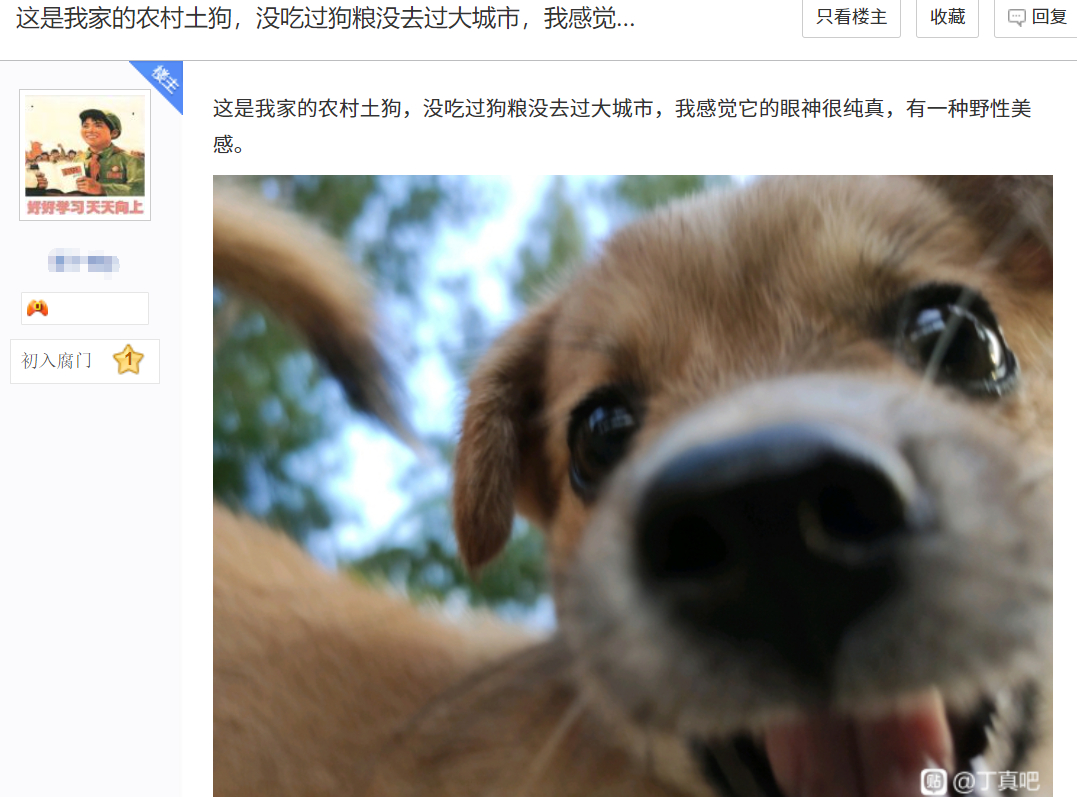 这是我家的农村土狗，没吃过狗粮没去过大城市，我感觉...
只看楼主
收藏
回复
楼主
好好学习天天向上
初入腐门
1
这是我家的农村土狗，没吃过狗粮没去过大城市，我感觉它的眼神很纯真，有一种野性美
感。
贴 @丁真吧